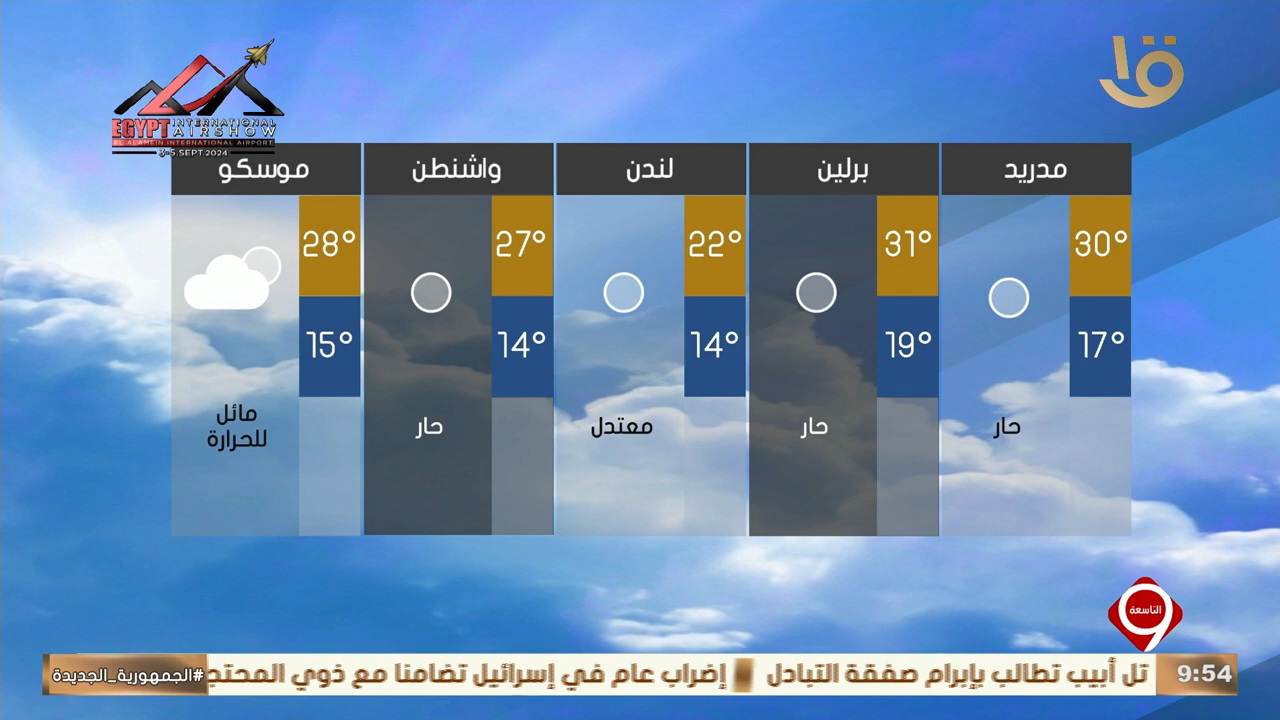 EGYPT INTERNATIONAL AIRSHOW
EL ALAMEIN INTERNATIONAL AIRPORT
3-5.SEPT.2024
مدريد
30°
17°
حار
برلين
31°
19°
حار
لندن
22°
14°
معتدل
واشنطن
27°
14°
حار
موسكو
28°
15°
مائل
للحرارة
التاسعة
9
9:54
تل أبيب تطالب بإبرام صفقة التبادل
إضراب عام في إسرائيل تضامنا مع ذوي المحتج
#الجمهورية_الجديدة